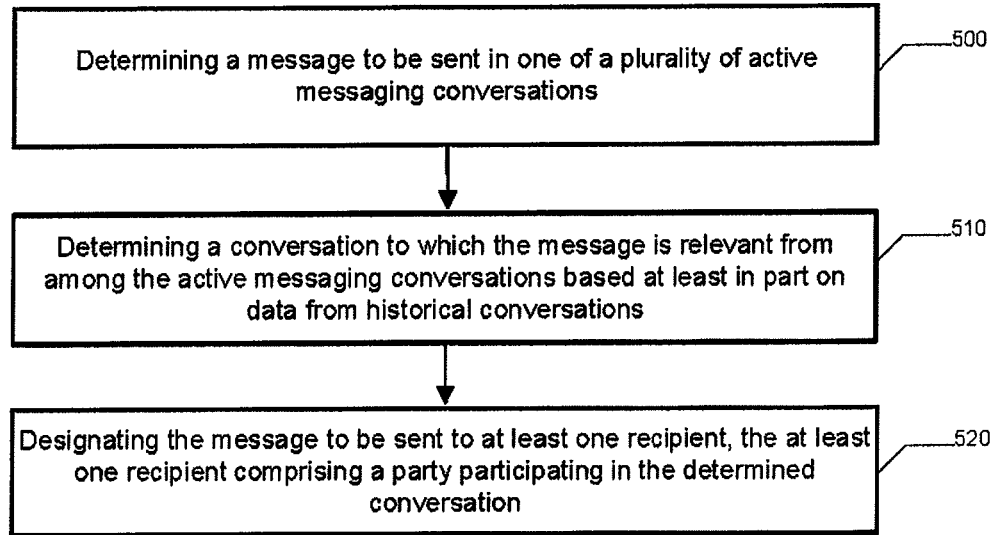 Determining a message to be sent in one of a plurality of active
messaging conversations
500
Determining a conversation to which the message is relevant from
among the active messaging conversations based at least in part on
data from historical conversations
510
Designating the message to be sent to at least one recipient, the at least
one recipient comprising a party participating in the determined
conversation
520